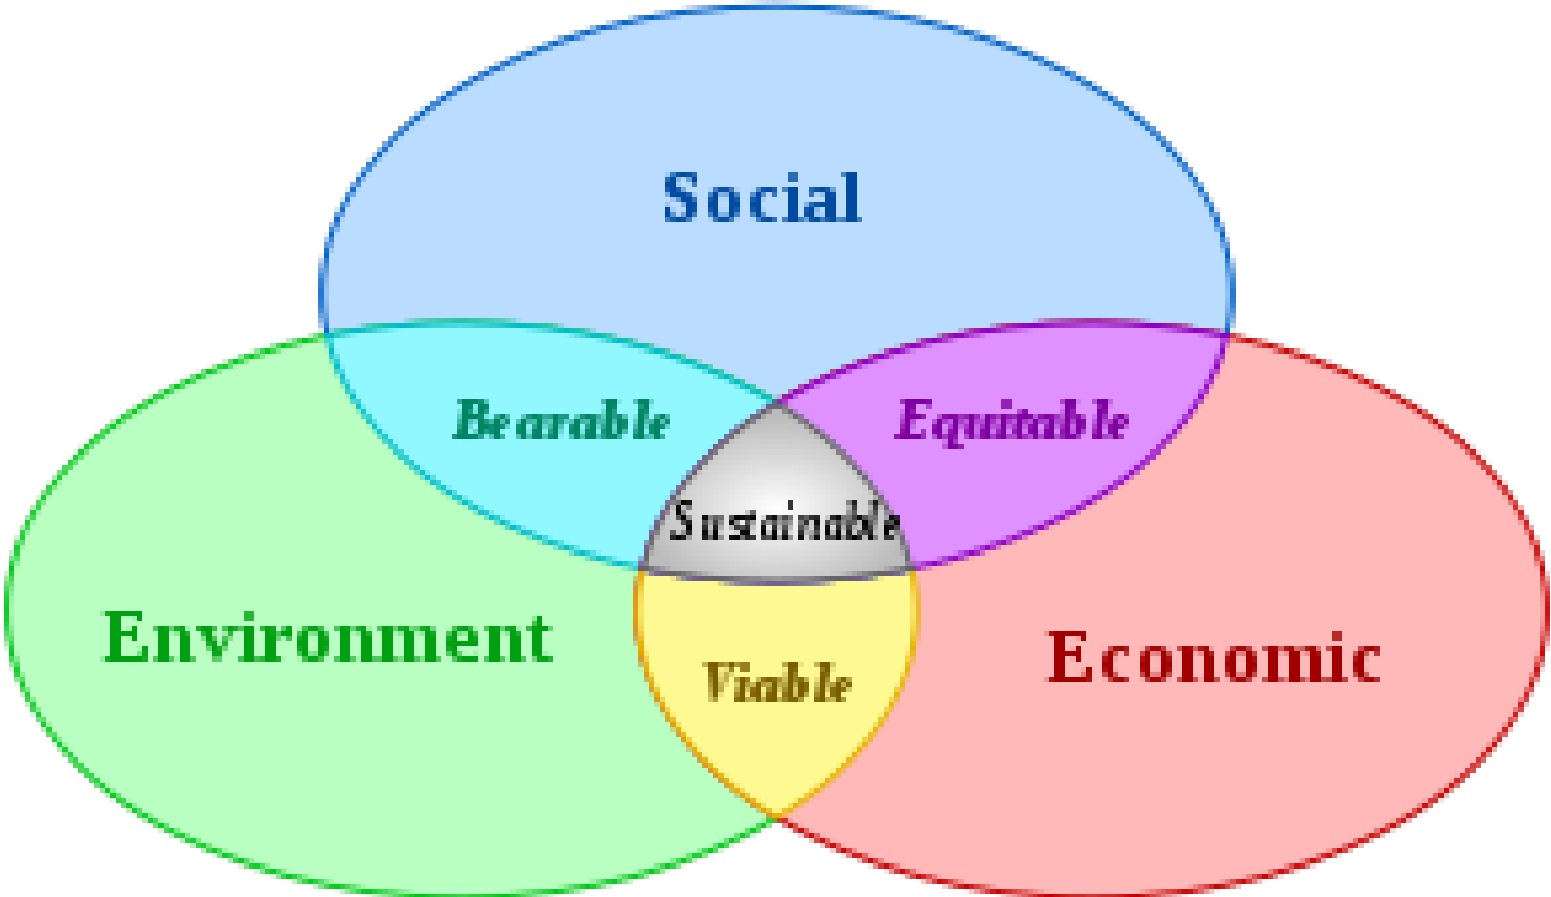 Social
Bearable
Equitable
Sustainable
Environment
Economic
Viable